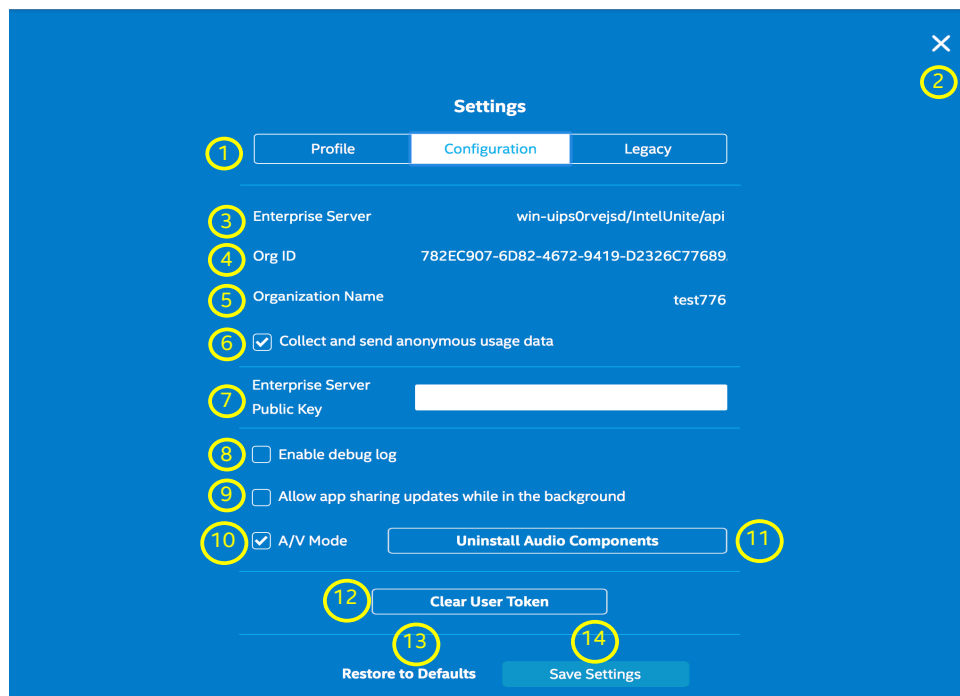 2
Settings
1 Profile Configuration Legacy
3 Enterprise Server win-uips0rvejsd/IntelUnite/api
4 Org ID 782EC907-6D82-4672-9419-D2326C77689
5 Organization Name test776
6 Collect and send anonymous usage data
Enterprise Server
7
Public Key
8 Enable debug log
9 Allow app sharing updates while in the background
10 A/V Mode Uninstall Audio Components 11
12 Clear User Token
13 14
Restore to Defaults Save Settings